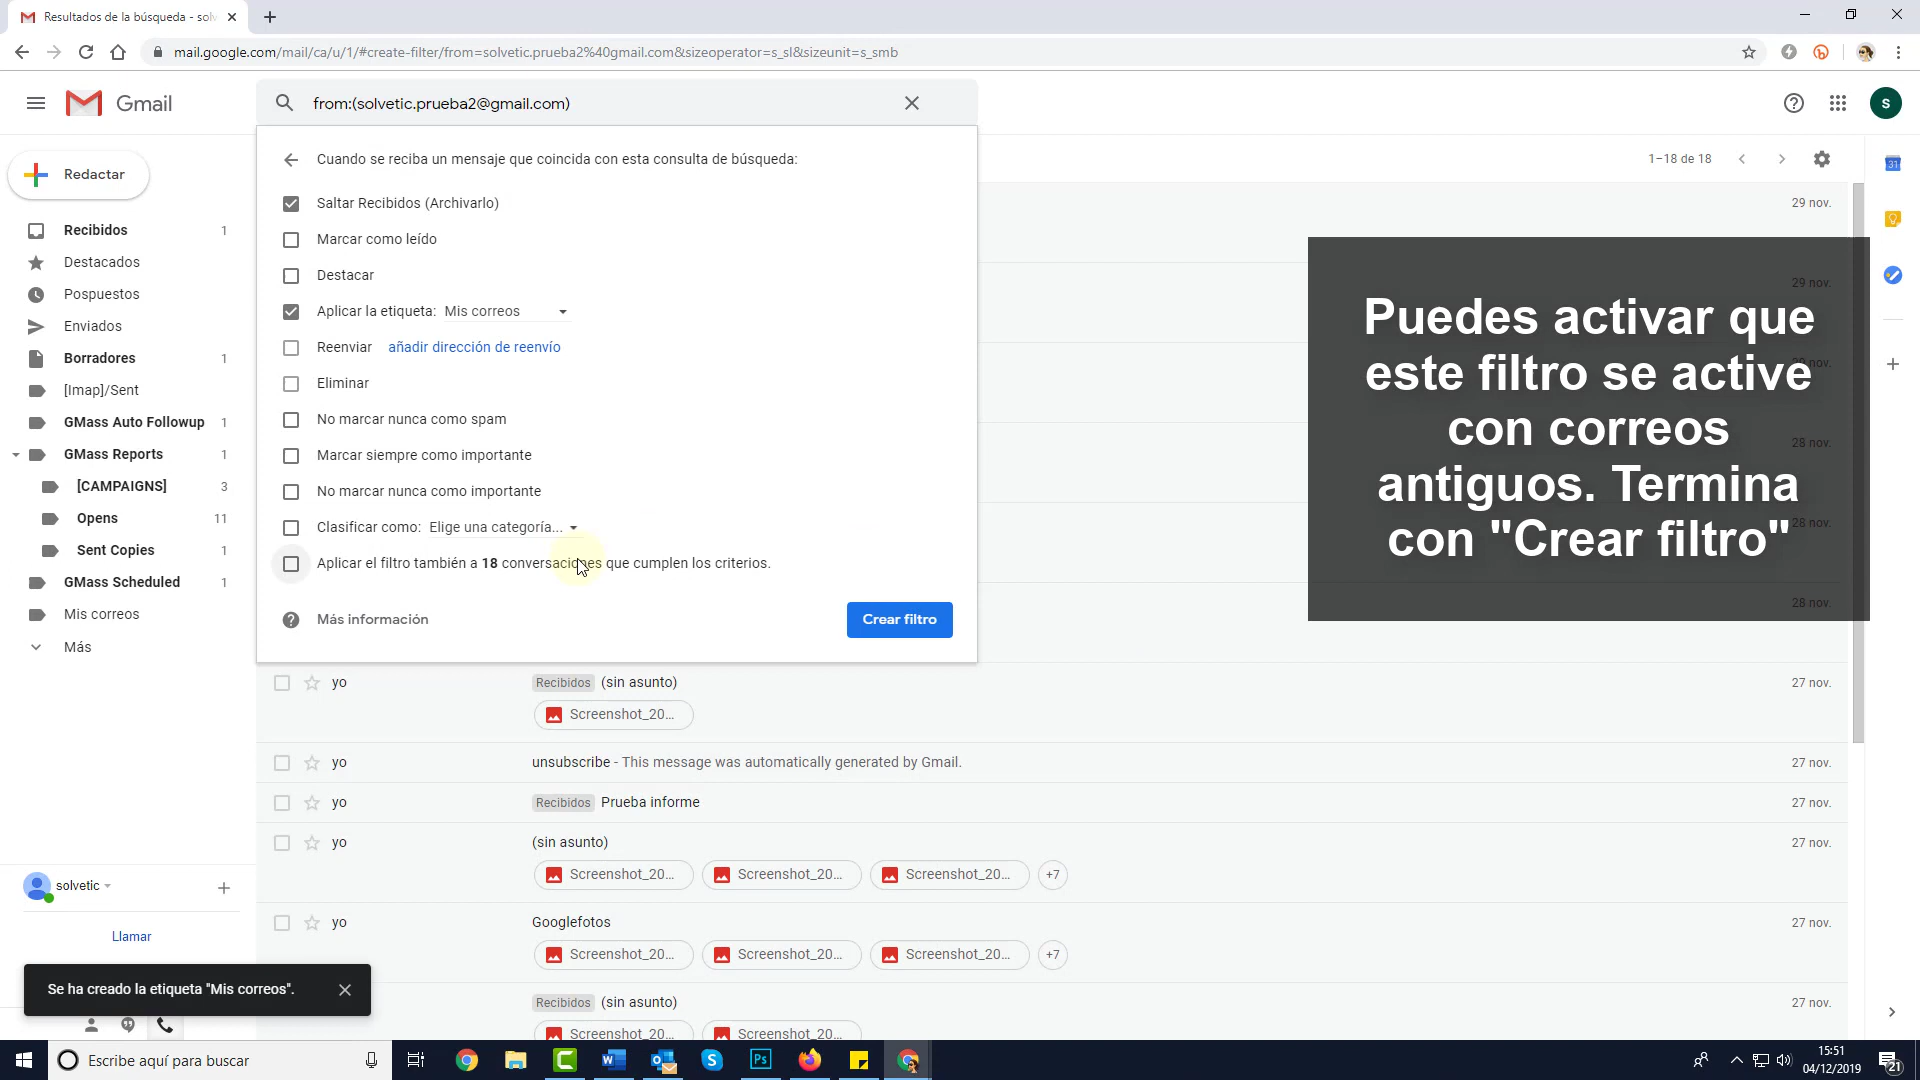 Resultados de la búsqueda - solv
mail.google.com/mail/ca/u/1/#create-filter/from=solvetic.prueba2%40gmail.com&sizeoperator=s_sl&sizeunit=s_smb
Gmail
from:(solvetic.prueba2@gmail.com)
S
Redactar
Recibidos 1
Destacados
Pospuestos
Enviados
Borradores 1
[Imap]/Sent
GMass Auto Followup 1
GMass Reports 1
[CAMPAIGNS] 3
Opens 11
Sent Copies 1
GMass Scheduled 1
Mis correos
Más
solvetic
Llamar
Se ha creado la etiqueta "Mis correos".
Cuando se reciba un mensaje que coincida con esta consulta de búsqueda:
Saltar Recibidos (Archivarlo)
Marcar como leído
Destacar
Aplicar la etiqueta: Mis correos
Reenviar añadir dirección de reenvío
Eliminar
No marcar nunca como spam
Marcar siempre como importante
No marcar nunca como importante
Clasificar como: Elige una categoría...
Aplicar el filtro también a 18 conversaciones que cumplen los criterios.
Más información
Crear filtro
1–18 de 18
31
29 nov.
29 nov.
nov.
28 nov.
28 nov.
28 nov.
Puedes activar que
este filtro se active
con correos
antiguos. Termina
con "Crear filtro"
yo Recibidos (sin asunto) 27 nov.
Screenshot_20...
yo unsubscribe - This message was automatically generated by Gmail. 27 nov.
yo Recibidos Prueba informe 27 nov.
yo (sin asunto) 27 nov.
Screenshot_20... Screenshot_20... Screenshot_20... +7
yo Googlefotos 27 nov.
Screenshot_20... Screenshot_20... Screenshot_20... +7
Recibidos (sin asunto) 27 nov.
Screenshot_20... Screenshot_20...
Escribe aquí para buscar
Ps
15:51
04/12/2019
21